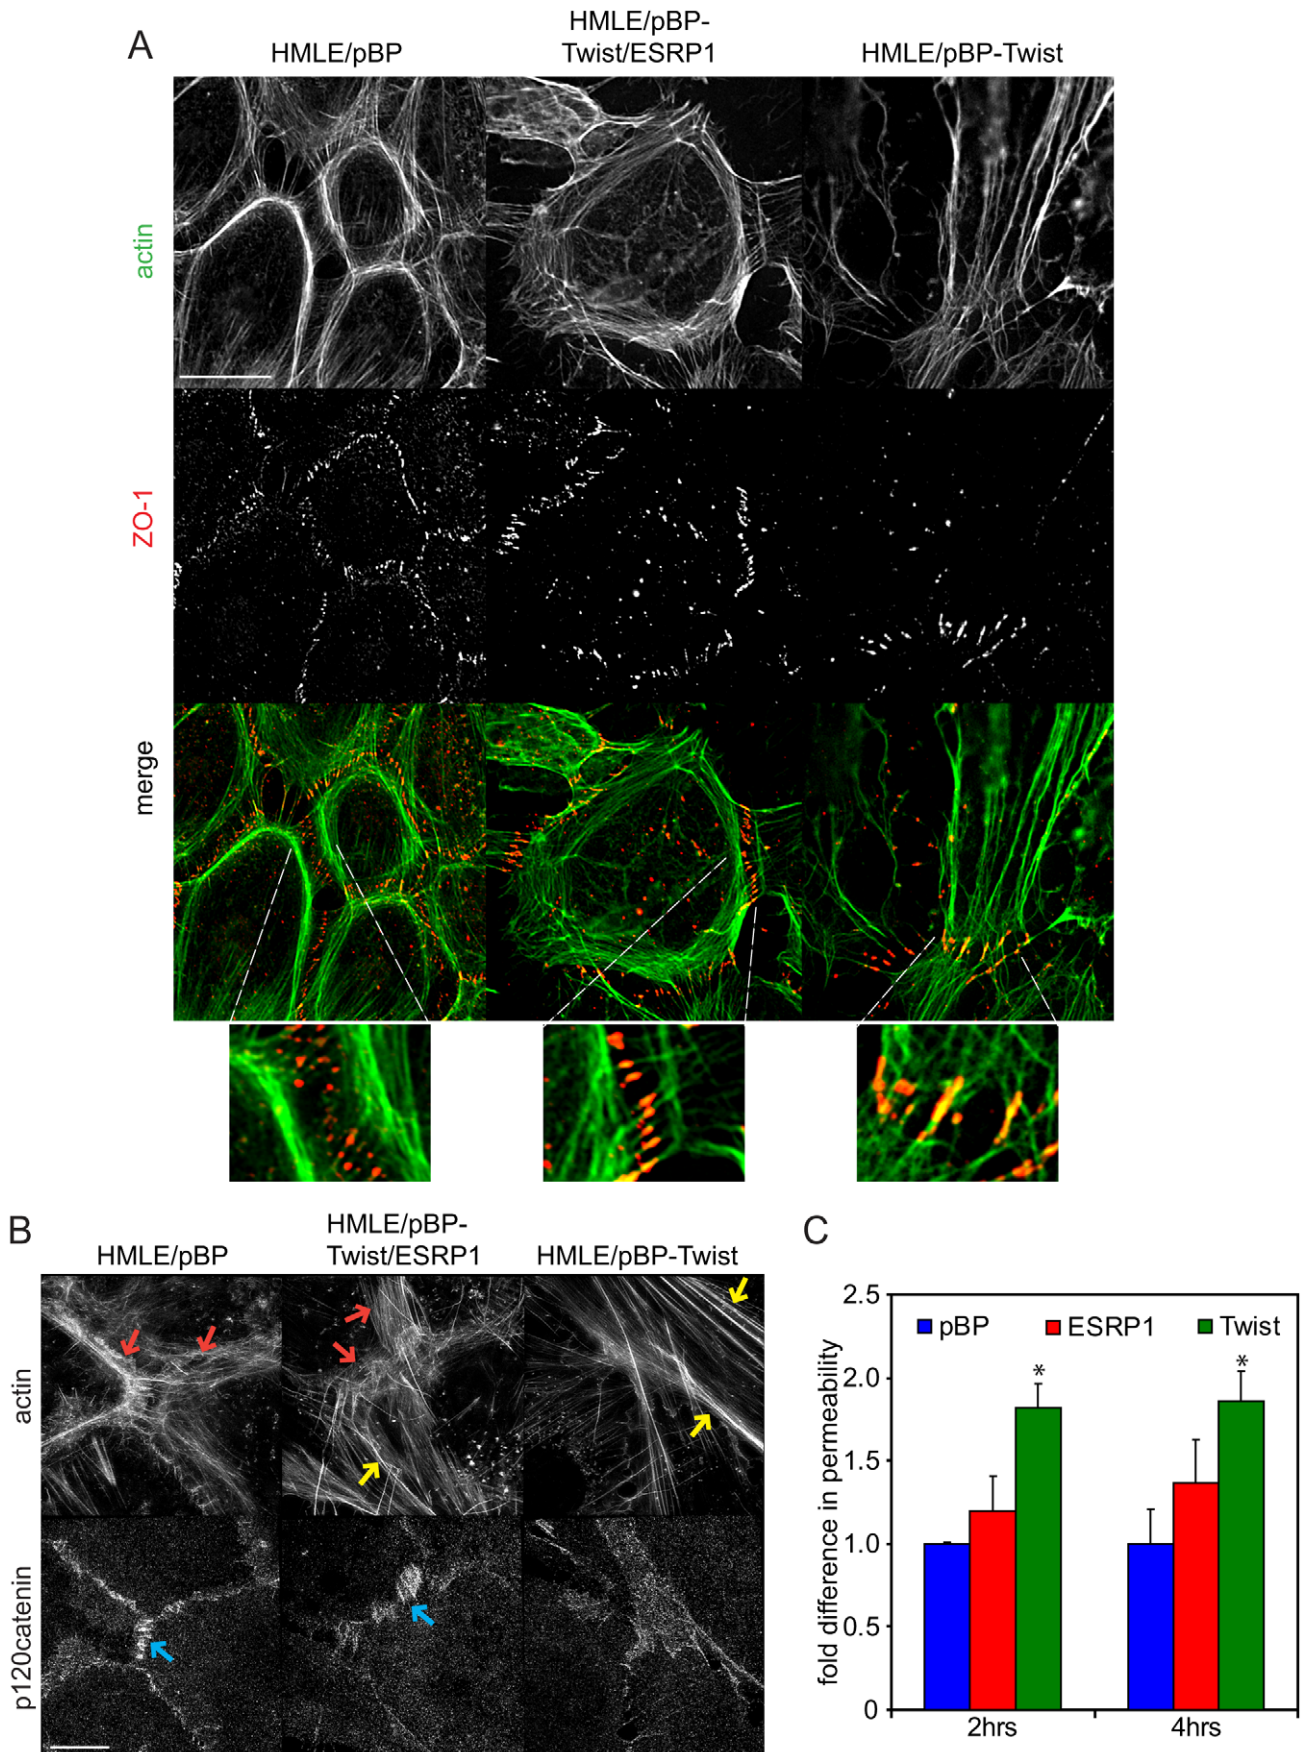 A
HMLE/pBP
HMLE/pBP-
Twist/ESRP1
HMLE/pBP-Twist
actin
ZO-1
merge
B
HMLE/pBP
HMLE/pBP-
Twist/ESRP1
HMLE/pBP-Twist
actin
p120catenin
C
fold difference in permeability
2.5
2.0
1.5
1.0
0.5
0
pBP
ESRP1
Twist
*
*
2hrs
4hrs